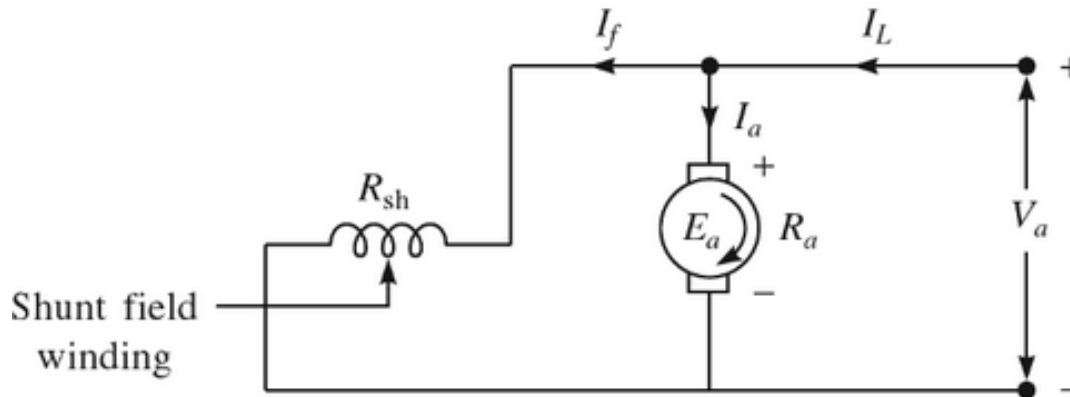 I_f
I_L
+
I_a
+
R_sh
E_a
R_a
V_a
−
Shunt field
winding
−